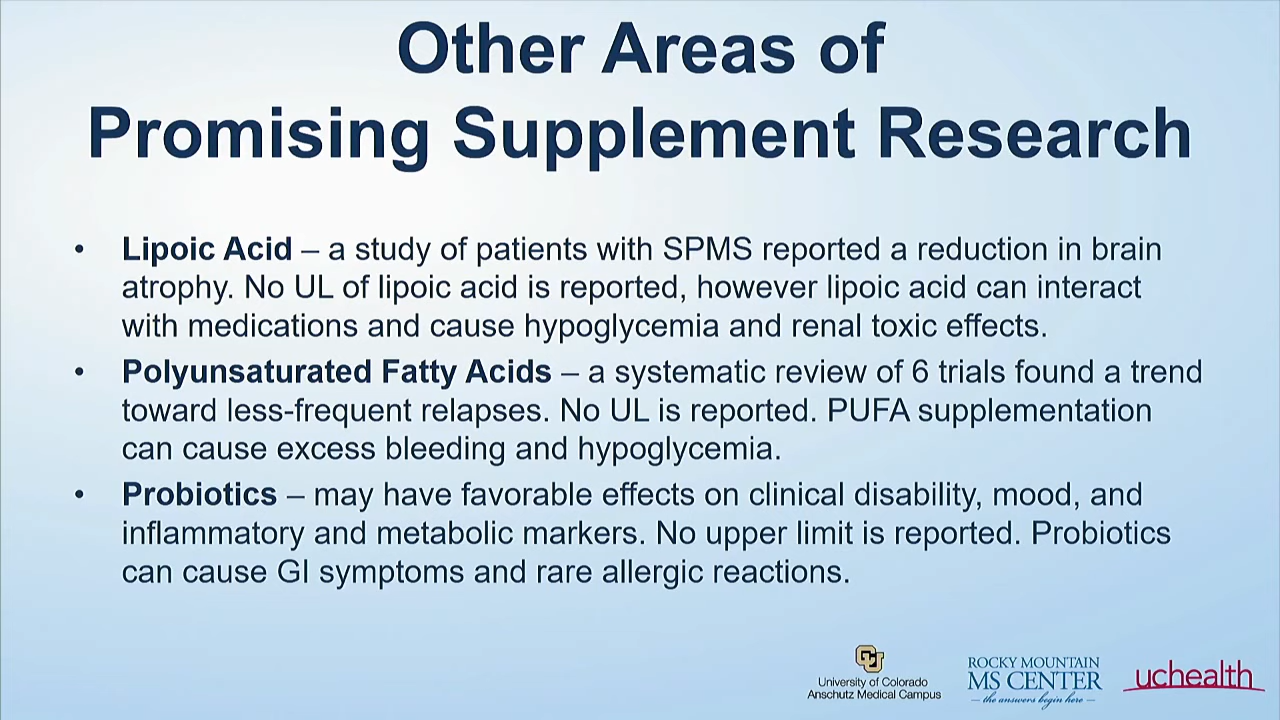 Other Areas of
Promising Supplement Research
• Lipoic Acid – a study of patients with SPMS reported a reduction in brain
atrophy. No UL of lipoic acid is reported, however lipoic acid can interact
with medications and cause hypoglycemia and renal toxic effects.
• Polyunsaturated Fatty Acids – a systematic review of 6 trials found a trend
toward less-frequent relapses. No UL is reported. PUFA supplementation
can cause excess bleeding and hypoglycemia.
• Probiotics – may have favorable effects on clinical disability, mood, and
inflammatory and metabolic markers. No upper limit is reported. Probiotics
can cause GI symptoms and rare allergic reactions.
CU
University of Colorado
Anschutz Medical Campus
ROCKY MOUNTAIN
MS CENTER
— the answers begin here —
uchealth